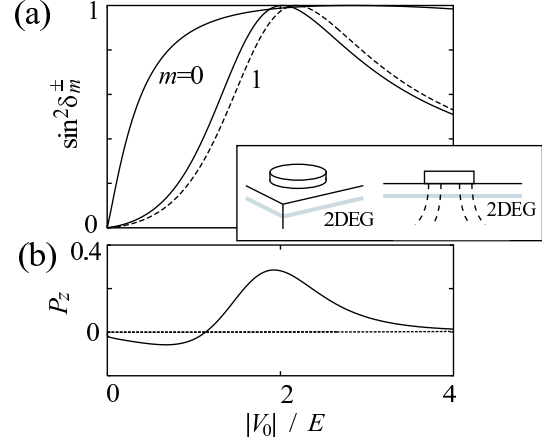 (a)
1
sin²δ±m
m=0
1
0
2DEG
2DEG
(b)
0.4
Pz
0
0 2 4
|V0| / E